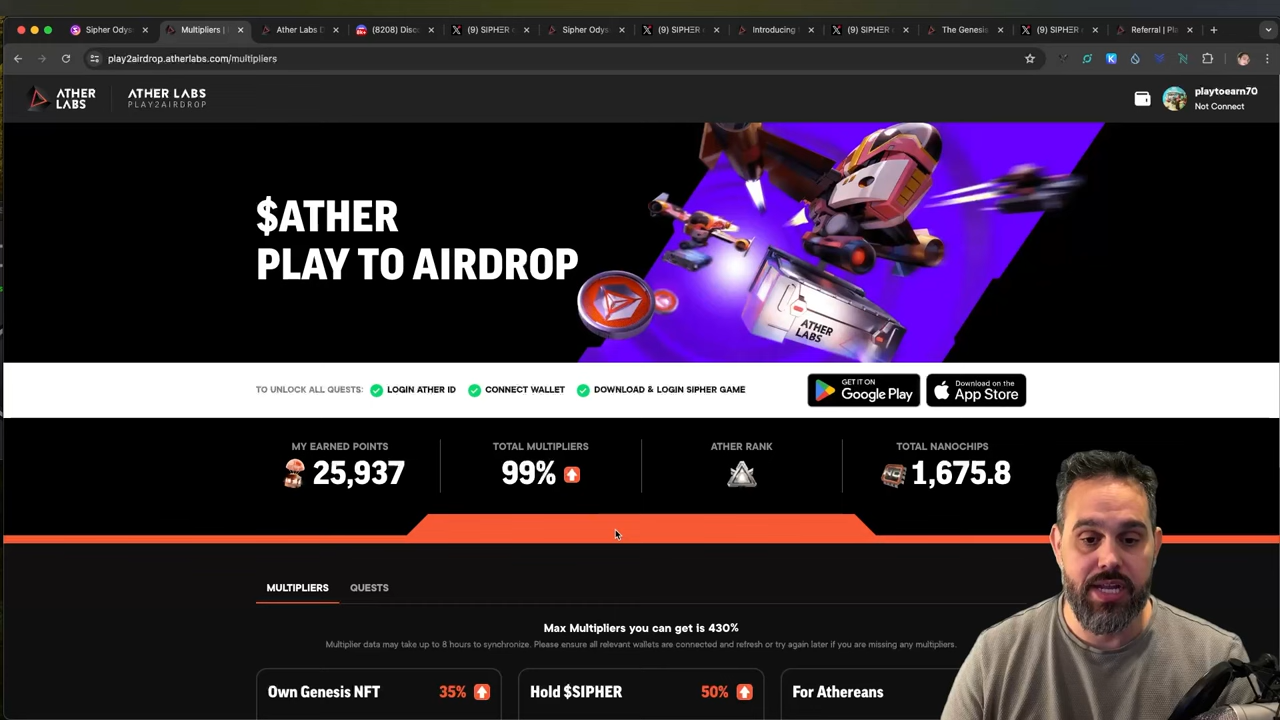 Sipher Odys
Multipliers |
Ather Labs D
(8208) Disc
(9) SIPHER
Sipher Odys
(9) SIPHER
Introducing
(9) SIPHER
The Genesis
(9) SIPHER
Referral | Pl
play2airdrop.atherlabs.com/multipliers
ATHER LABS
ATHER LABS
PLAY2AIRDROP
playtoearn70
Not Connect
$ATHER
PLAY TO AIRDROP
ATHER
LABS
TO UNLOCK ALL QUESTS: LOGIN ATHER ID CONNECT WALLET DOWNLOAD & LOGIN SIPHER GAME
GET IT ON
Google Play
Download on the
App Store
MY EARNED POINTS
25,937
TOTAL MULTIPLIERS
99%
ATHER RANK
TOTAL NANOCHIPS
1,675.8
MULTIPLIERS QUESTS
Max Multipliers you can get is 430%
Multiplier data may take up to 8 hours to synchronize. Please ensure all relevant wallets are connected and refresh or try again later if you are missing any multipliers.
Own Genesis NFT 35%
Hold $SIPHER 50%
For Athereans